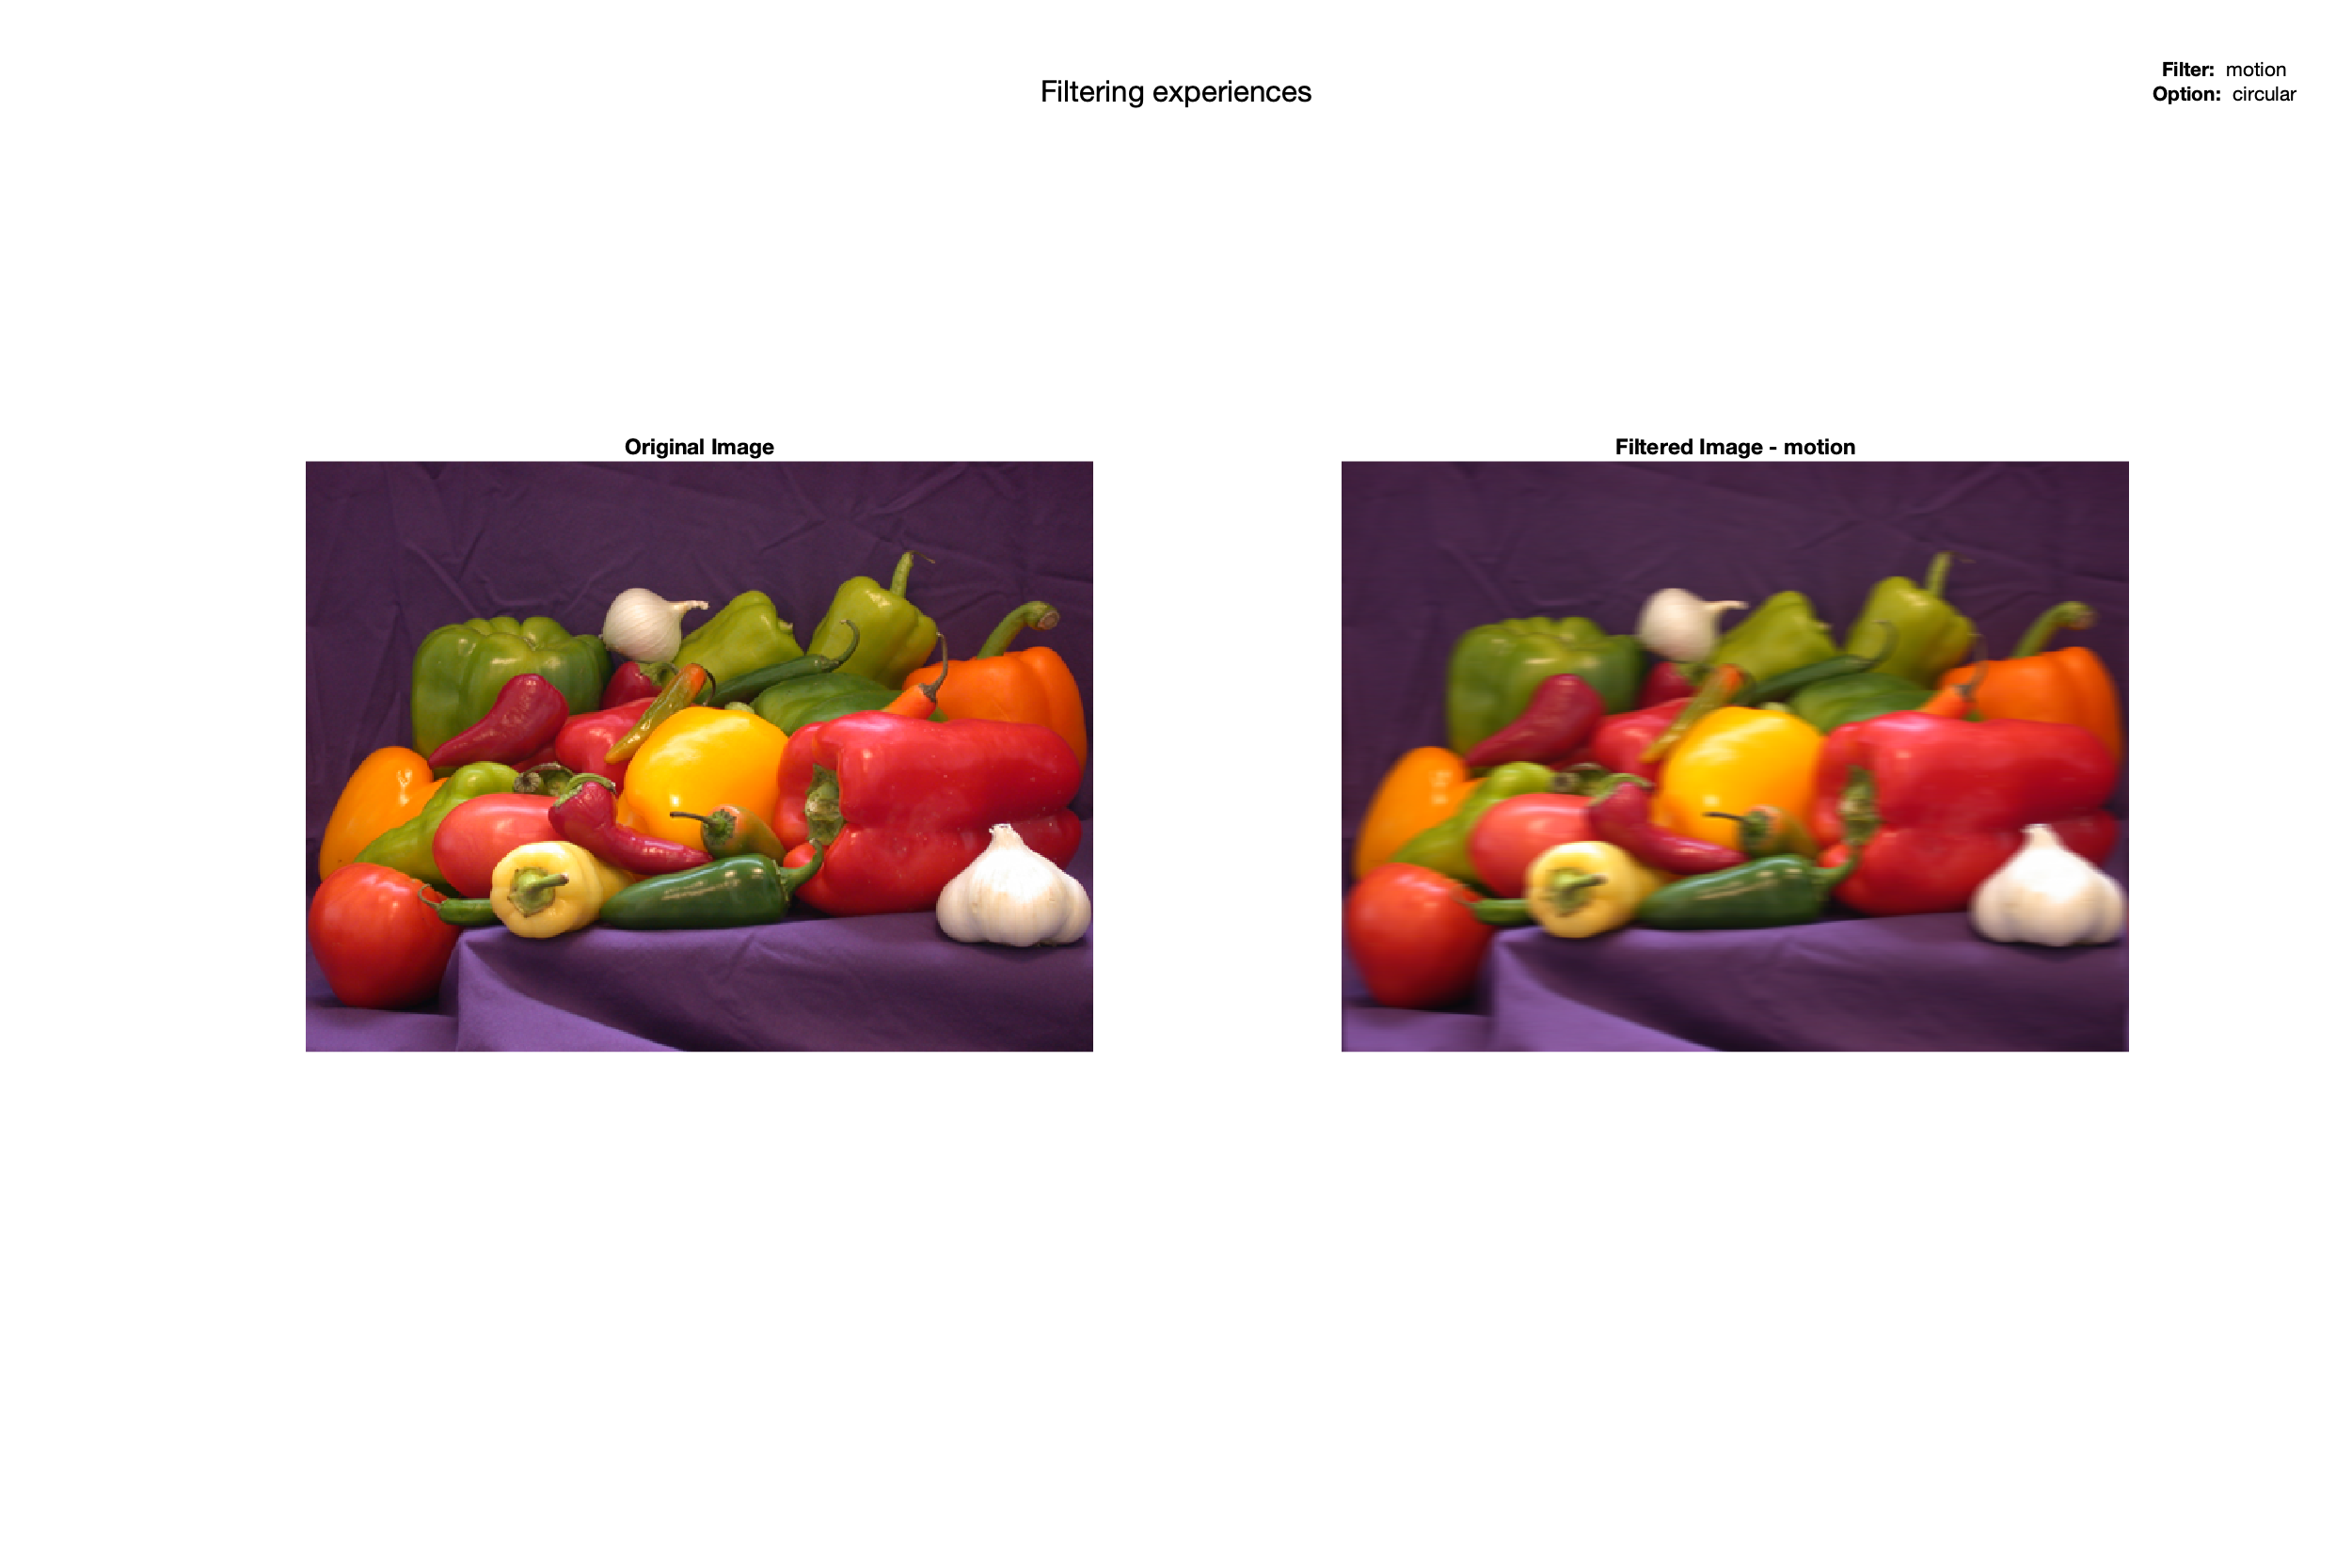 Filtering experiences
Filter: motion
Option: circular
Original Image
Filtered Image - motion